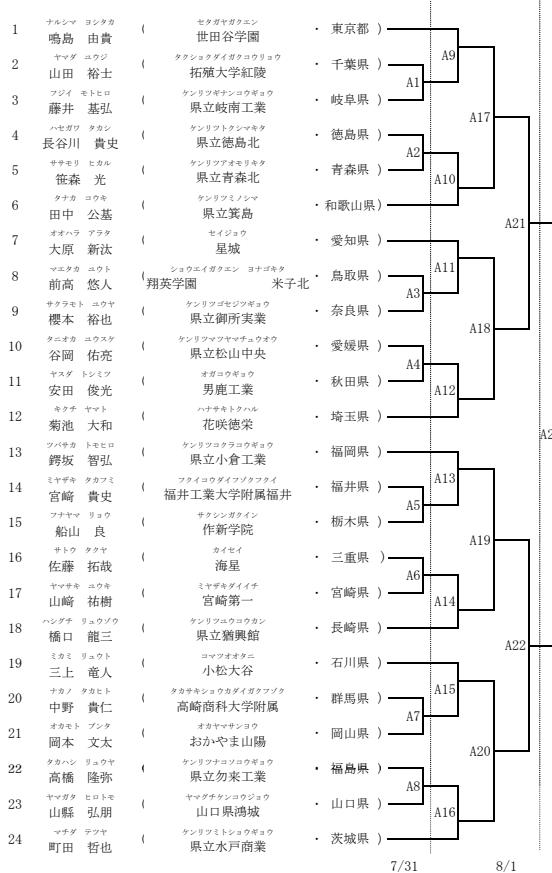 ナルシマ ヨシタカ セタガヤガクエン
1 鳴島 由貴 ( 世田谷学園 ・ 東京都 )
ヤマダ ユウジ タクショクダイガクコウリョウ
2 山田 裕士 ( 拓殖大学紅陵 ・ 千葉県 )
フジイ モトヒロ ケンリツギナンコウギョウ
3 藤井 基弘 ( 県立岐南工業 ・ 岐阜県 )
ハセガワ タカシ ケンリツトクシマキタ
4 長谷川 貴史 ( 県立徳島北 ・ 徳島県 )
ササモリ ヒカル ケンリツアオモリキタ
5 笹森 光 ( 県立青森北 ・ 青森県 )
タナカ コウキ ケンリツミノシマ
6 田中 公基 ( 県立箕島 ・ 和歌山県)
オオハラ アラタ セイジョウ
7 大原 新汰 ( 星城 ・ 愛知県 )
マエタカ ユウト ショウエイガクエン ヨナゴキタ
8 前高 悠人 ( 翔英学園 米子北 ・ 鳥取県 )
サクラモト ユウヤ ケンリツゴセジツギョウ
9 櫻本 裕也 ( 県立御所実業 ・ 奈良県 )
タニオカ ユウスケ ケンリツマツヤマチュウオウ
10 谷岡 佑亮 ( 県立松山中央 ・ 愛媛県 )
ヤスダ トシミツ オガコウギョウ
11 安田 俊光 ( 男鹿工業 ・ 秋田県 )
キクチ ヤマト ハナサキトクハル
12 菊池 大和 ( 花咲徳栄 ・ 埼玉県 )
ツバサカ トモヒロ ケンリツコクラコウギョウ
13 鍔坂 智弘 ( 県立小倉工業 ・ 福岡県 )
ミヤザキ タカフミ フクイコウダイフゾクフクイ
14 宮﨑 貴史 ( 福井工業大学附属福井 ・ 福井県 )
フナヤマ リョウ サクシンガクイン
15 船山 良 ( 作新学院 ・ 栃木県 )
サトウ タクヤ カイセイ
16 佐藤 拓哉 ( 海星 ・ 三重県 )
ヤマサキ ユウキ ミヤザキダイイチ
17 山﨑 祐樹 ( 宮崎第一 ・ 宮崎県 )
ハシグチ リュウゾウ ケンリツユウコウカン
18 橋口 龍三 ( 県立猶興館 ・ 長崎県 )
ミカミ リュウト コマツオオタニ
19 三上 竜人 ( 小松大谷 ・ 石川県 )
ナカノ タカヒト タカサキショウカダイガクフゾク
20 中野 貴仁 ( 高崎商科大学附属 ・ 群馬県 )
オカモト ブンタ オカヤマサンヨウ
21 岡本 文太 ( おかやま山陽 ・ 岡山県 )
タカハシ リュウヤ ケンリツナコソコウギョウ
22 高橋 隆弥 ( 県立勿来工業 ・ 福島県 )
ヤマガタ ヒロトモ ヤマグチケンコウジョウ
23 山縣 弘朋 ( 山口県鴻城 ・ 山口県 )
マチダ テツヤ ケンリツミトショウギョウ
24 町田 哲也 ( 県立水戸商業 ・ 茨城県 )
A9
A1
A17
A2
A10
A21
A11
A3
A18
A4
A12
A2
A13
A5
A19
A6
A14
A22
A15
A7
A20
A8
A16
7/31 8/1